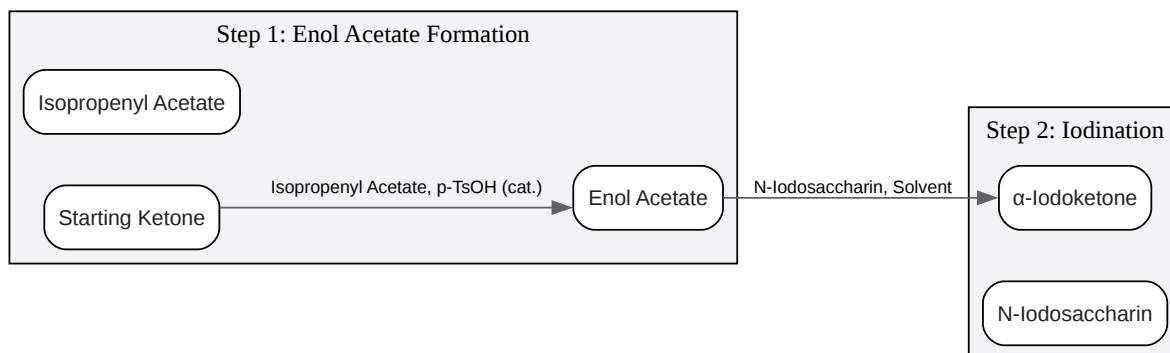 Step 1: Enol Acetate Formation
Isopropenyl Acetate
Starting Ketone
Isopropenyl Acetate, p-TsOH (cat.)
Enol Acetate
N-Iodosaccharin, Solvent
Step 2: Iodination
α-Iodoketone
N-Iodosaccharin